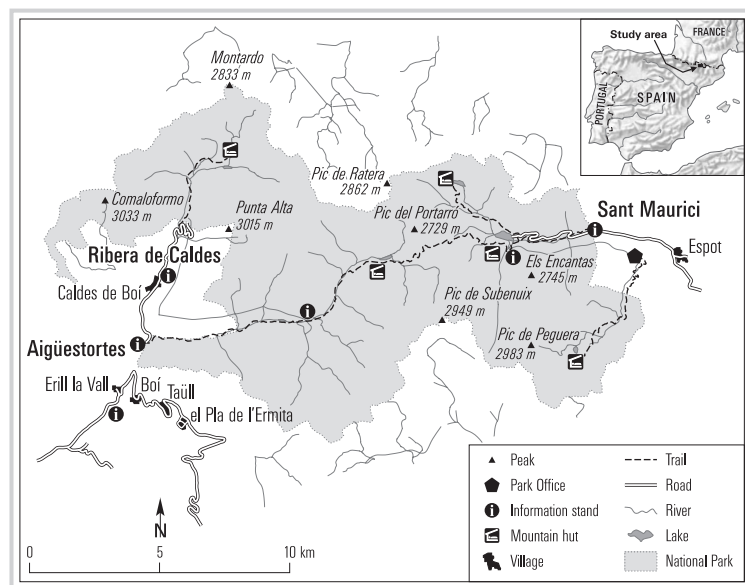 Montardo
2833 m
Study area
FRANCE
PORTUGAL
SPAIN
Pic de Ratera
2862 m
Comaloformo
3033 m
Punta Alta
3015 m
Pic del Portarró
2729 m
Sant Maurici
Ribera de Caldes
Espot
Els Encantas
2745 m
Caldes de Boí
Pic de Subenuix
2949 m
Aigüestortes
Pic de Peguera
2983 m
Erill la Vall
Boí
Taüll
el Pla de l'Ermita
N
0
5
10 km
Peak
Park Office
Information stand
Mountain hut
Village
Trail
Road
River
Lake
National Park